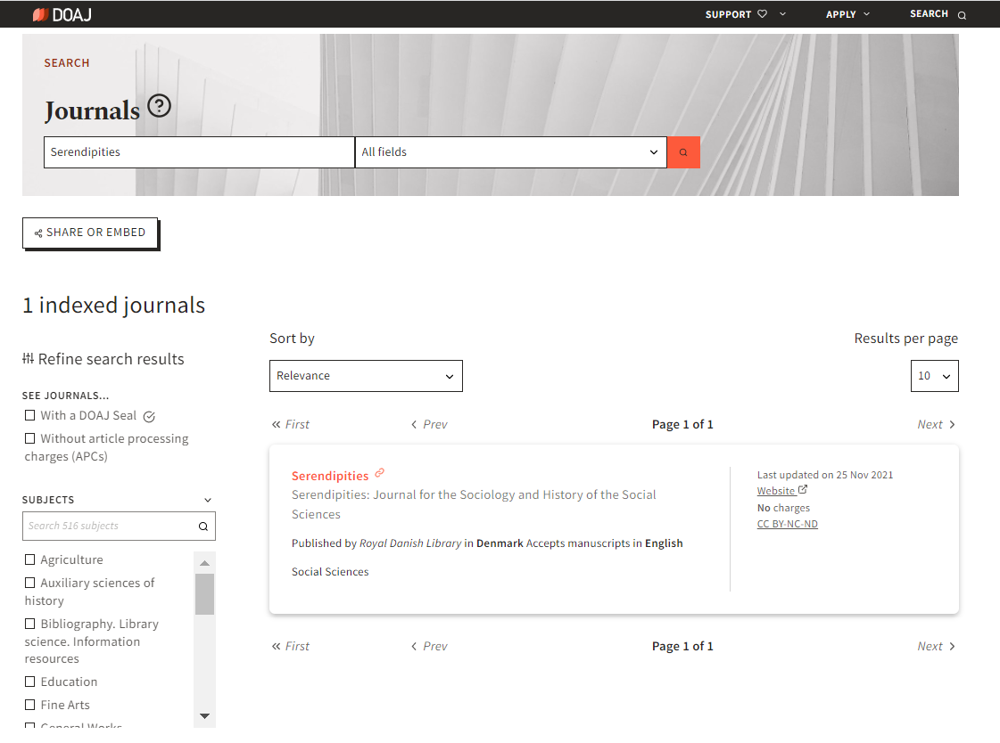 DOAJ
SUPPORT
APPLY
SEARCH
SEARCH
Journals ?
Serendipities
All fields
SHARE OR EMBED
1 indexed journals
Sort by
Results per page
Refine search results
Relevance
10
SEE JOURNALS...
With a DOAJ Seal
Without article processing
charges (APCs)
« First
‹ Prev
Page 1 of 1
Next ›
SUBJECTS
Search 516 subjects
Agriculture
Auxiliary sciences of
history
Bibliography. Library
science. Information
resources
Education
Fine Arts
General Works
Serendipities
Serendipities: Journal for the Sociology and History of the Social
Sciences
Published by Royal Danish Library in Denmark Accepts manuscripts in English
Social Sciences
Last updated on 25 Nov 2021
Website
No charges
CC BY-NC-ND
« First
‹ Prev
Page 1 of 1
Next ›